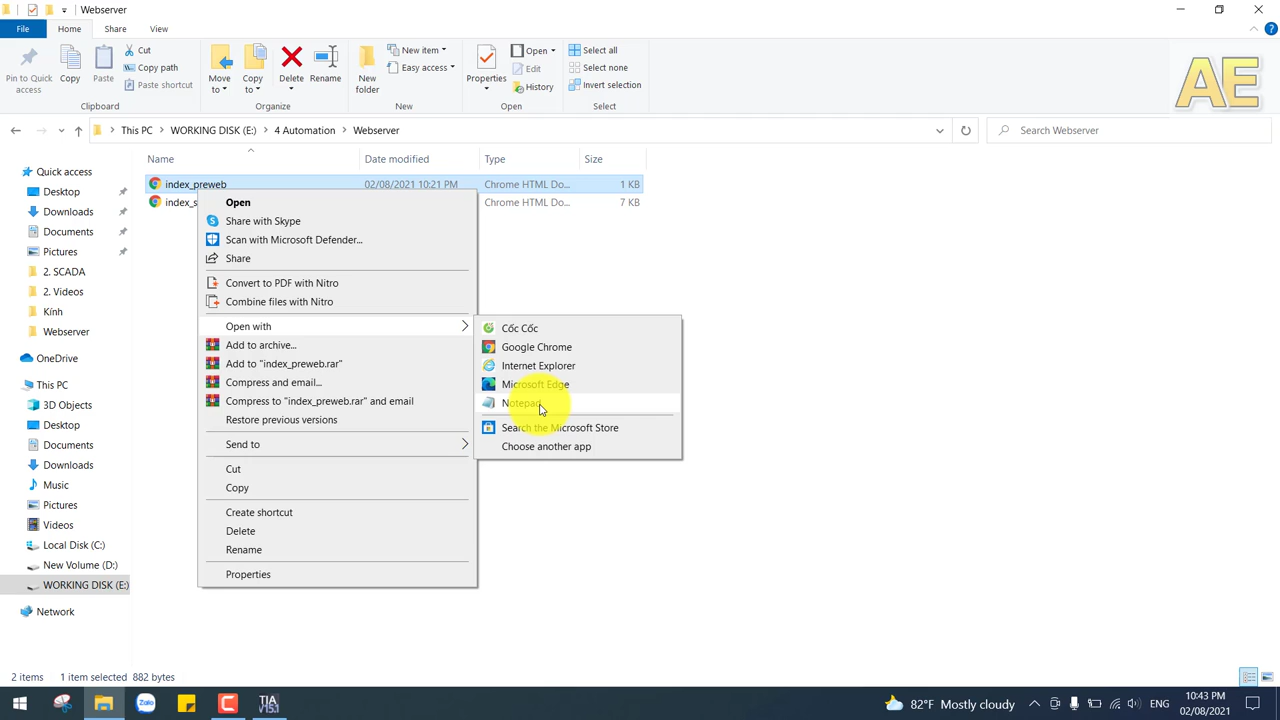 Webserver
File
Home
Share
View
Pin to Quick access
Copy
Paste
Cut
Copy path
Paste shortcut
Clipboard
Move to
Copy to
Delete
Rename
Organize
New folder
New item
Easy access
New
Properties
Open
Edit
History
Open
Select all
Select none
Invert selection
Select
AE
This PC
WORKING DISK (E:)
4 Automation
Webserver
Search Webserver
Name
Date modified
Type
Size
index_preweb
02/08/2021 10:21 PM
Chrome HTML Do...
1 KB
index_s
Chrome HTML Do...
7 KB
Quick access
Desktop
Downloads
Documents
Pictures
2. SCADA
2. Videos
Kính
Webserver
OneDrive
This PC
3D Objects
Desktop
Documents
Downloads
Music
Pictures
Videos
Local Disk (C:)
New Volume (D:)
WORKING DISK (E:)
Network
Open
Share with Skype
Scan with Microsoft Defender...
Share
Convert to PDF with Nitro
Combine files with Nitro
Open with
Add to archive...
Add to "index_preweb.rar"
Compress and email...
Compress to "index_preweb.rar" and email
Restore previous versions
Send to
Cut
Copy
Create shortcut
Delete
Rename
Properties
Cốc Cốc
Google Chrome
Internet Explorer
Microsoft Edge
Notepad
Search the Microsoft Store
Choose another app
2 items
1 item selected
882 bytes
Zalo
TIA
82°F Mostly cloudy
ENG
10:43 PM
02/08/2021